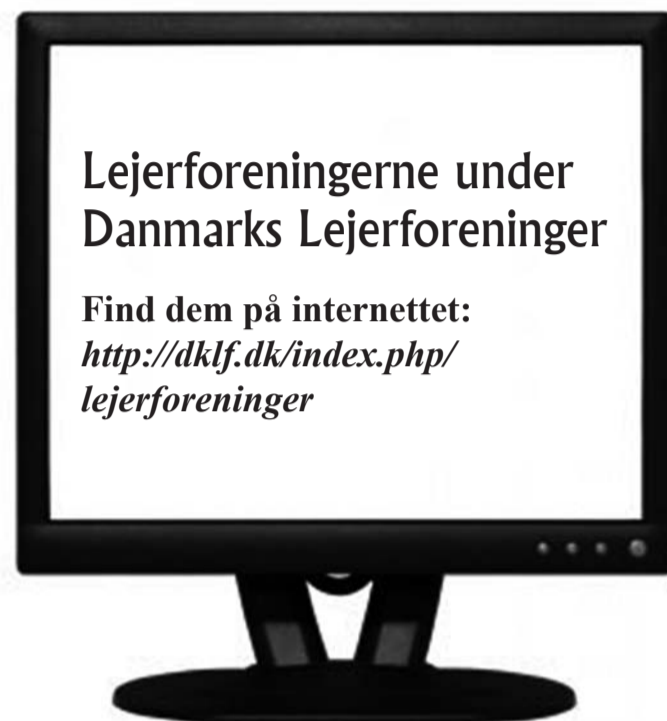 Lejerforeningerne under
Danmarks Lejerforeninger
Find dem på internettet:
http://dklf.dk/index.php/
lejerforeninger